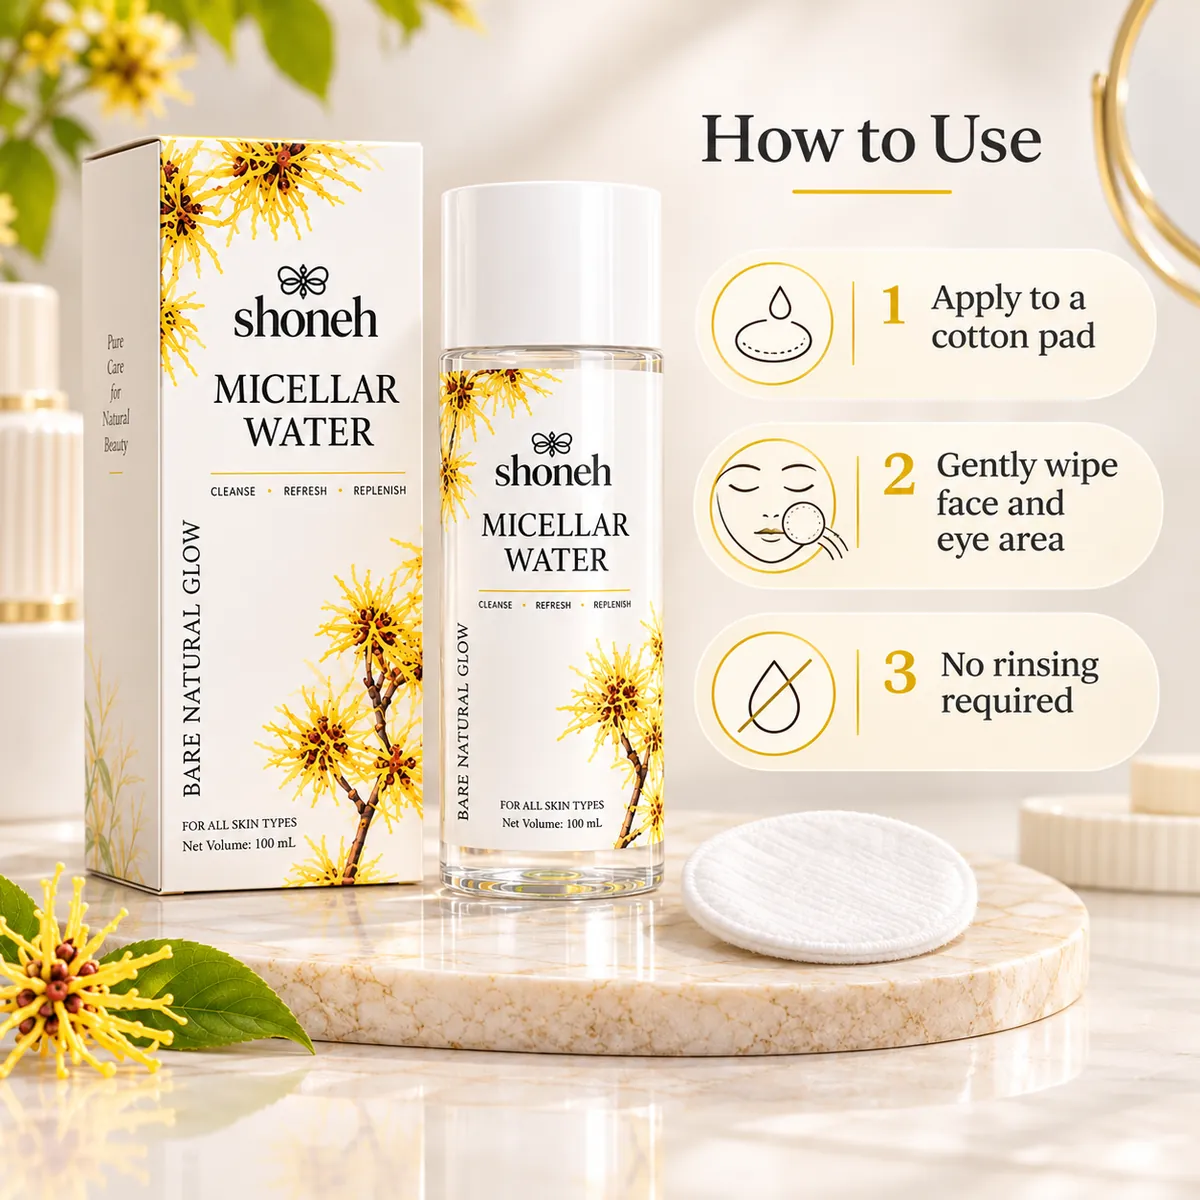 How to Use
1 Apply to a
cotton pad
2 Gently wipe
face and
eye area
3 No rinsing
required
Pure
Care
for
Natural
Beauty
shoneh
MICELLAR
WATER
CLEANSE • REFRESH • REPLENISH
BARE NATURAL GLOW
FOR ALL SKIN TYPES
Net Volume: 100 mL
shoneh
MICELLAR
WATER
CLEANSE • REFRESH • REPLENISH
BARE NATURAL GLOW
FOR ALL SKIN TYPES
Net Volume: 100 mL